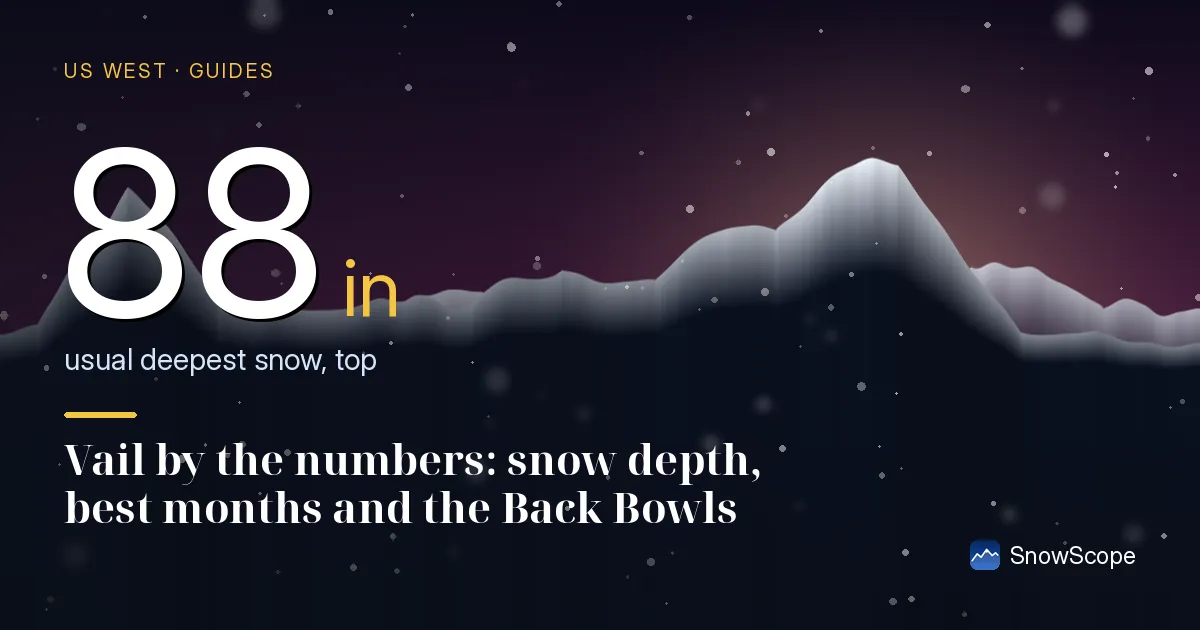 US WEST · GUIDES
88 in
usual deepest snow, top
Vail by the numbers: snow depth,
best months and the Back Bowls
SnowScope